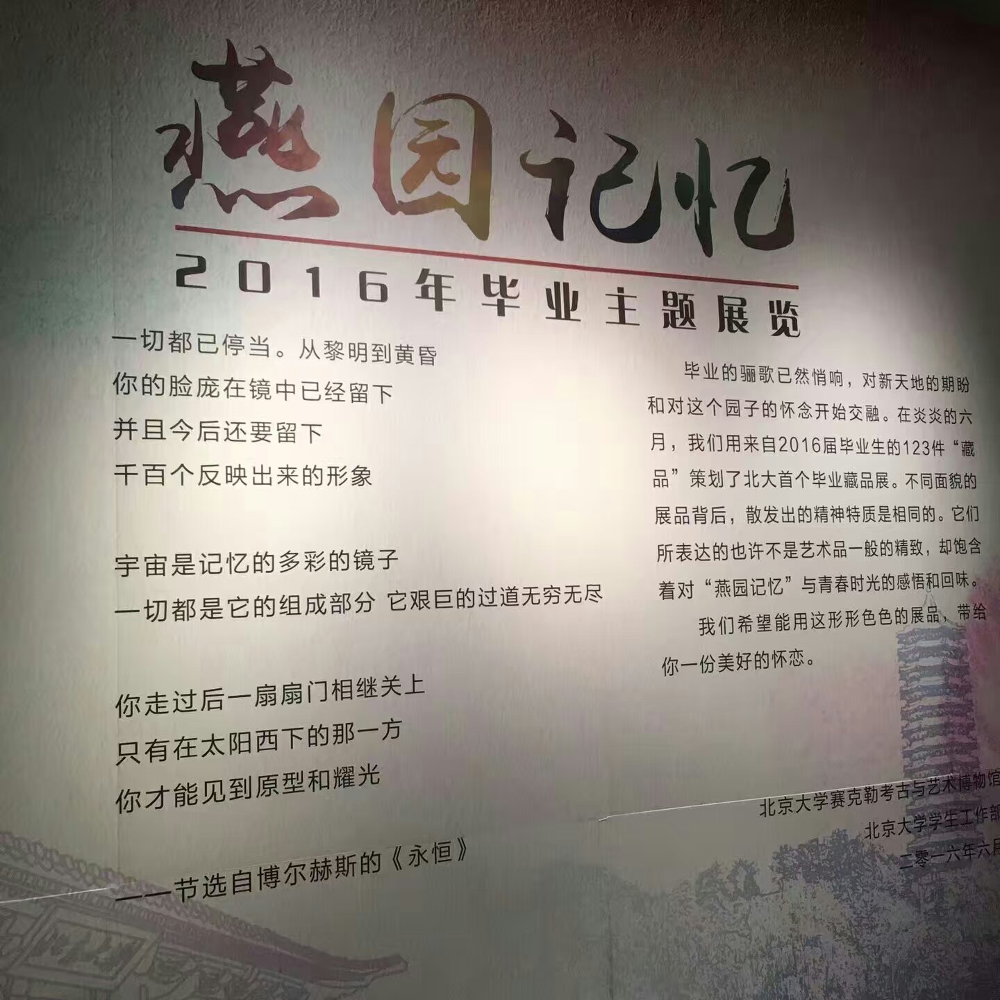 燕园记忆
2016年毕业主题展览
一切都已停当。从黎明到黄昏
你的脸庞在镜中已经留下
并且今后还要留下
千百个反映出来的形象
宇宙是记忆的多彩的镜子
一切都是它的组成部分 它艰巨的过道无穷无尽
你走过后一扇扇门相继关上
只有在太阳西下的那一方
你才能见到原型和耀光
——节选自博尔赫斯的《永恒》
毕业的骊歌已然悄响，对新天地的期盼
和对这个园子的怀念开始交融。在炎炎的六
月，我们用来自2016届毕业生的123件“藏
品”策划了北大首个毕业藏品展。不同面貌的
展品背后，散发出的精神特质是相同的。它们
所表达的也许不是艺术品一般的精致，却饱含
着对“燕园记忆”与青春时光的感悟和回味。
我们希望能用这形形色色的展品，带给
你一份美好的怀恋。
北京大学赛克勒考古与艺术博物馆
北京大学学生工作部
二零一六年六月